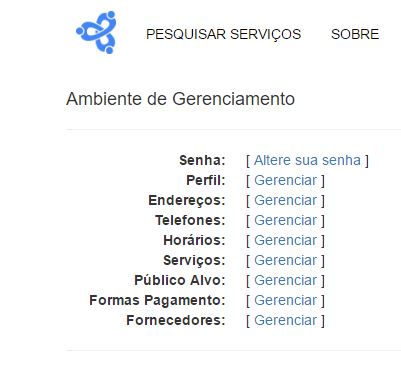 PESQUISAR SERVIÇOS SOBRE
Ambiente de Gerenciamento
Senha: [ Altere sua senha ]
Perfil: [ Gerenciar ]
Endereços: [ Gerenciar ]
Telefones: [ Gerenciar ]
Horários: [ Gerenciar ]
Serviços: [ Gerenciar ]
Público Alvo: [ Gerenciar ]
Formas Pagamento: [ Gerenciar ]
Fornecedores: [ Gerenciar ]